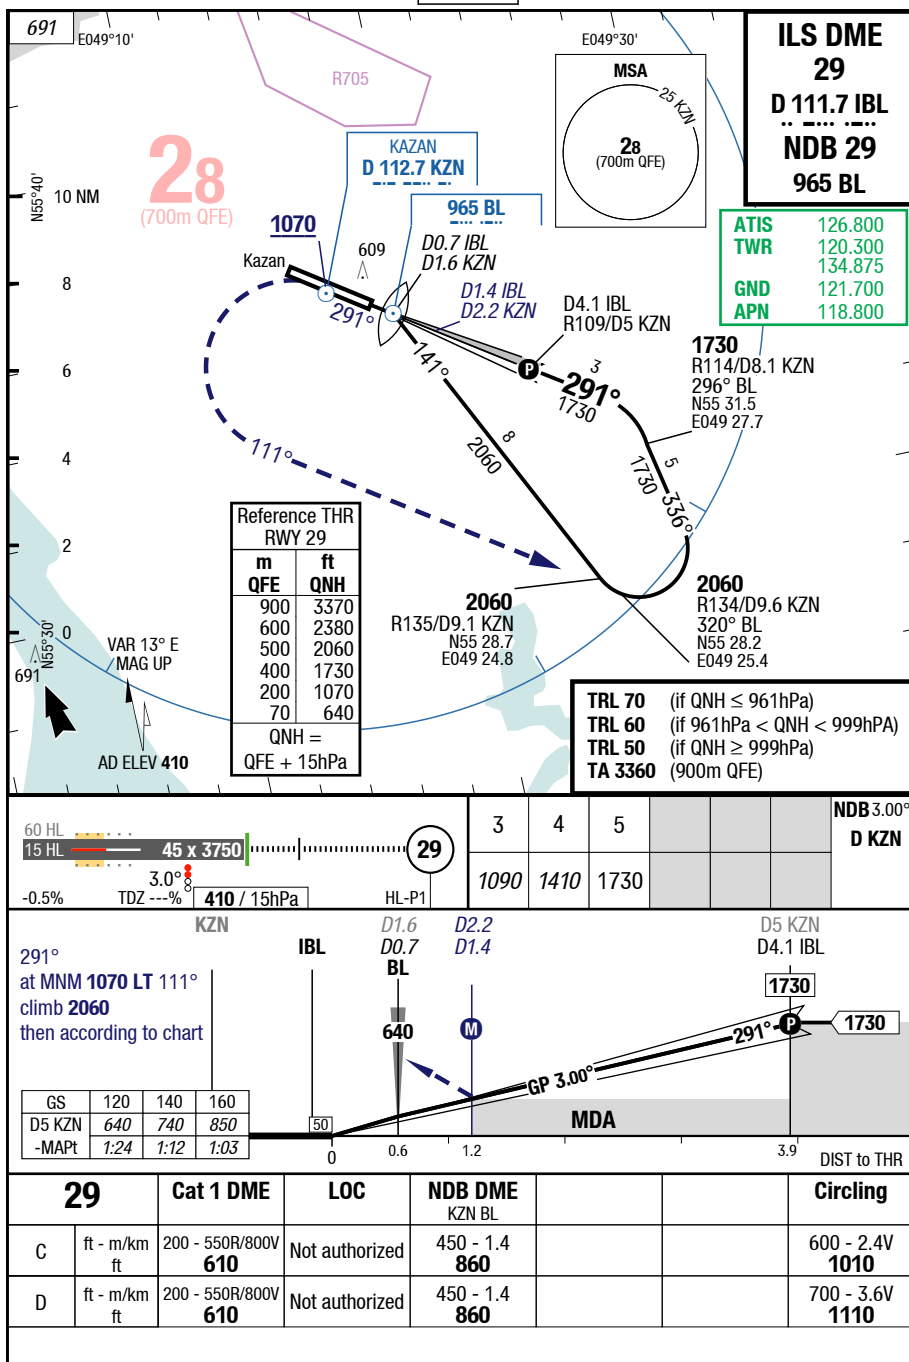 691
E049°10'
E049°30'
ILS DME
29
D 111.7 IBL
NDB 29
965 BL
R705
MSA
25 KZN
28
(700m QFE)
28
(700m QFE)
KAZAN
D 112.7 KZN
965 BL
ATIS 126.800
TWR 120.300
134.875
GND 121.700
APN 118.800
N55°40'
10 NM
8
6
4
2
0
N55°30'
1070
609
Kazan
D0.7 IBL
D1.6 KZN
D1.4 IBL
D2.2 KZN
D4.1 IBL
R109/D5 KZN
291°
141°
P
3
291°
1730
1730
R114/D8.1 KZN
296° BL
N55 31.5
E049 27.7
8
2060
5
1730
336°
111°
2060
R135/D9.1 KZN
N55 28.7
E049 24.8
2060
R134/D9.6 KZN
320° BL
N55 28.2
E049 25.4
Reference THR
RWY 29
m ft
QFE QNH
900 3370
600 2380
500 2060
400 1730
200 1070
70 640
QNH =
QFE + 15hPa
691
VAR 13° E
MAG UP
AD ELEV 410
TRL 70 (if QNH ≤ 961hPa)
TRL 60 (if 961hPa < QNH < 999hPA)
TRL 50 (if QNH ≥ 999hPa)
TA 3360 (900m QFE)
60 HL
15 HL
45 x 3750
29
3.0°
-0.5%
TDZ ---%
410 / 15hPa
HL-P1
3 4 5 NDB 3.00°
D KZN
1090 1410 1730
KZN
IBL
D1.6
D0.7
BL
D2.2
D1.4
D5 KZN
D4.1 IBL
291°
at MNM 1070 LT 111°
climb 2060
then according to chart
640
M
1730
P
1730
291°
GP 3.00°
MDA
50
0
0.6
1.2
3.9
DIST to THR
GS 120 140 160
D5 KZN 640 740 850
-MAPt 1:24 1:12 1:03
29 Cat 1 DME LOC NDB DME Circling
KZN BL
C ft - m/km 200 - 550R/800V Not authorized 450 - 1.4 600 - 2.4V
ft 610 860 1010
D ft - m/km 200 - 550R/800V Not authorized 450 - 1.4 700 - 3.6V
ft 610 860 1110